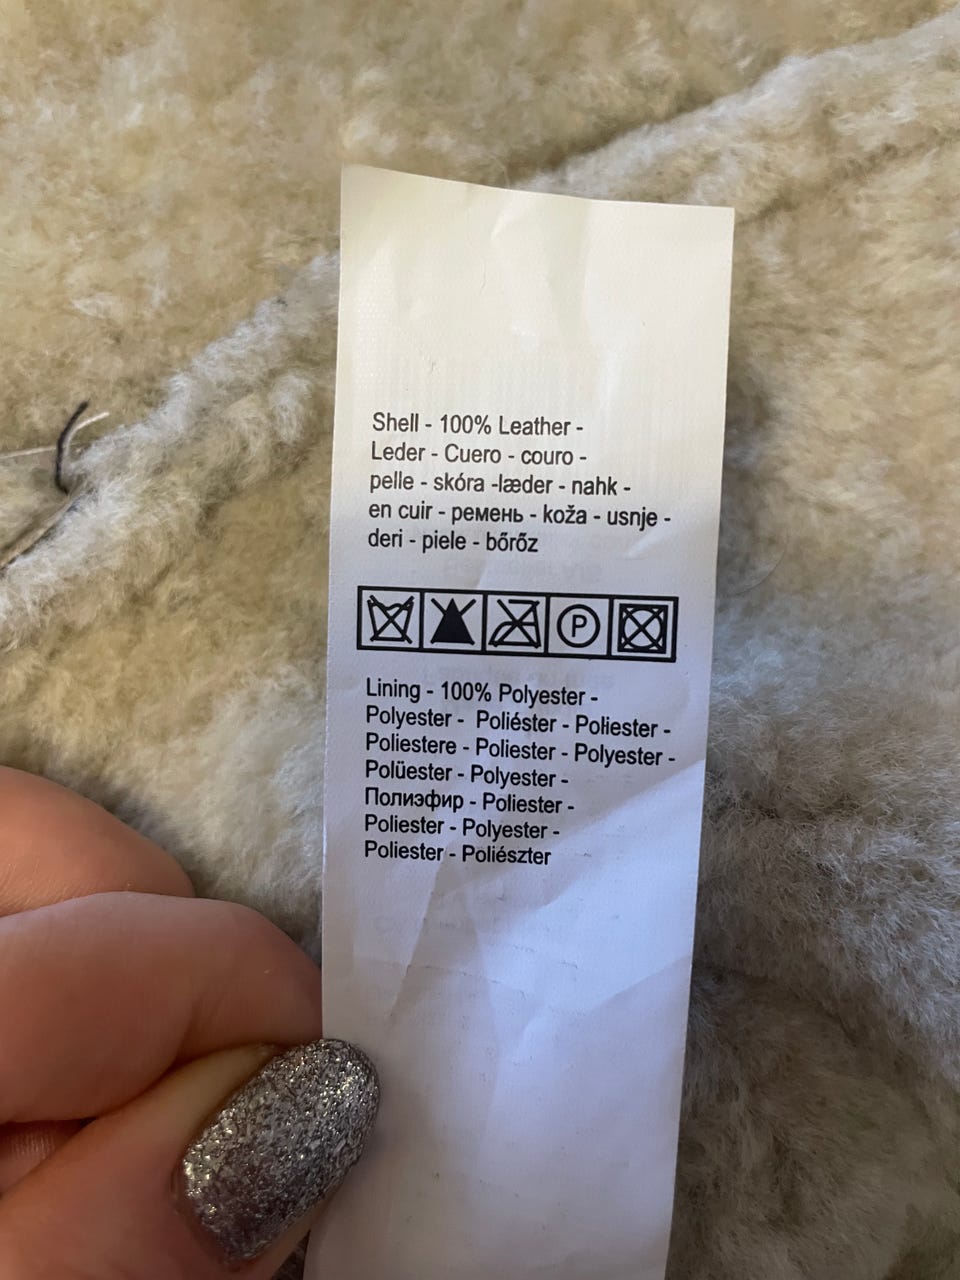 Shell - 100% Leather -
Leder - Cuero - couro -
pelle - skóra -læder - nahk -
en cuir - ремень - koža - usnje -
deri - piele - bőrőz
P
Lining - 100% Polyester -
Polyester - Poliéster - Poliester -
Poliestere - Poliester - Polyester -
Polüester - Polyester -
Полиэфир - Poliester -
Poliester - Polyester -
Poliester - Poliészter